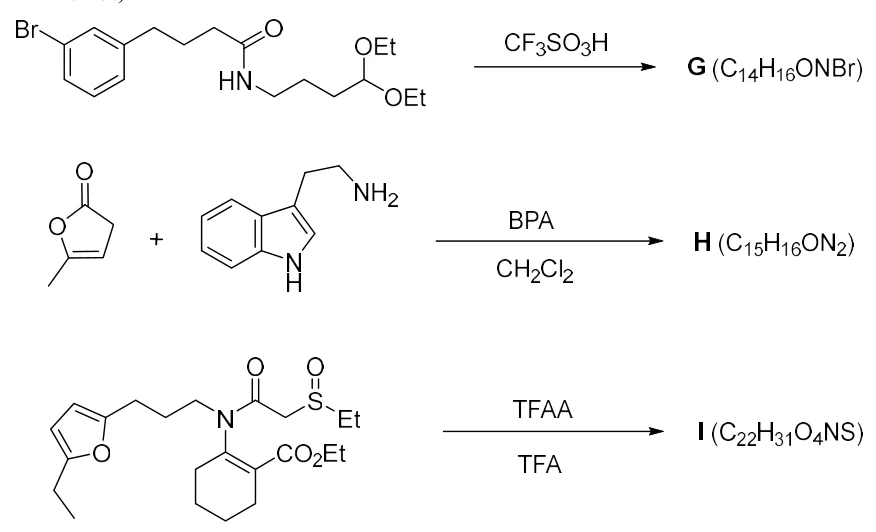 Br
O
OEt
HN
OEt
CF₃SO₃H
G (C₁₄H₁₆ONBr)
O
O
+
NH₂
N
H
BPA
CH₂Cl₂
H (C₁₅H₁₆ON₂)
O
O
S
Et
N
O
CO₂Et
TFAA
TFA
I (C₂₂H₃₁O₄NS)